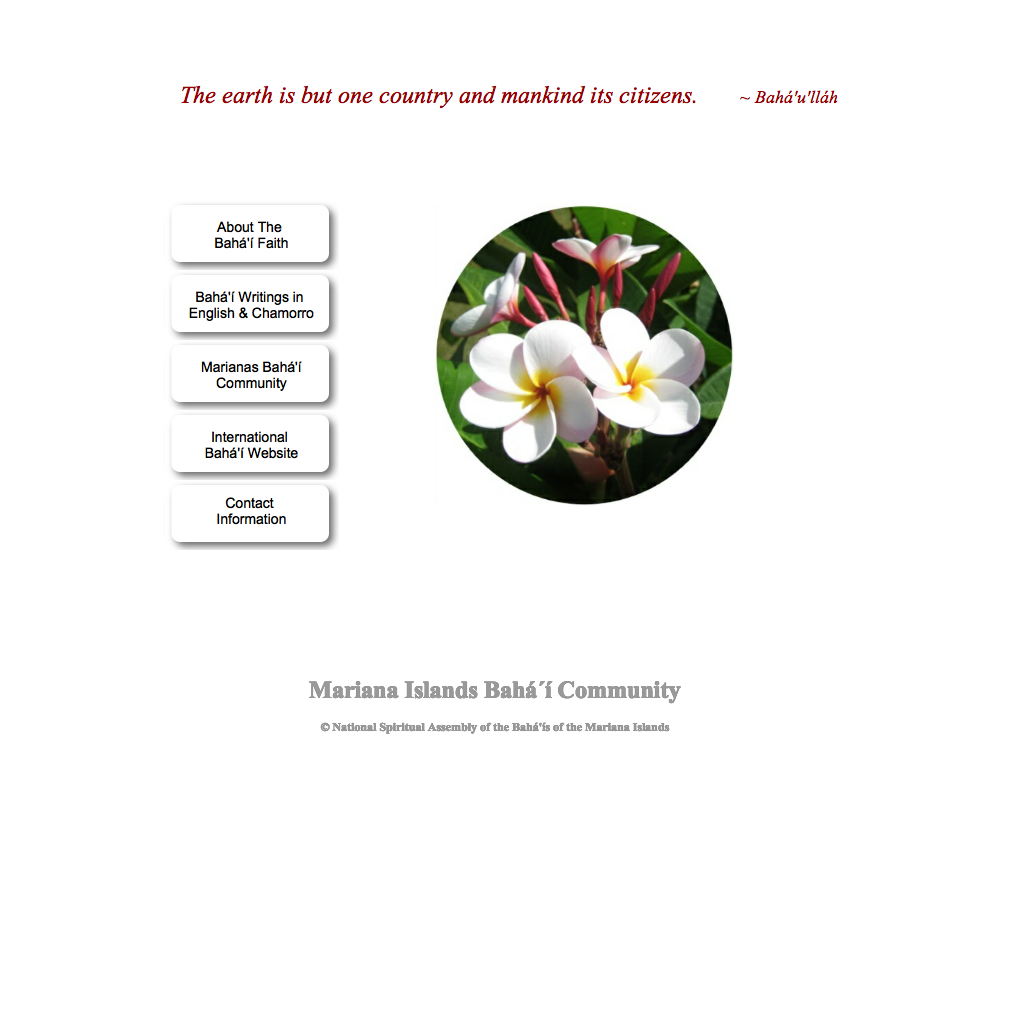 The earth is but one country and mankind its citizens. ~ Bahá'u'lláh
About The
Bahá'í Faith
Bahá'í Writings in
English & Chamorro
Marianas Bahá'í
Community
International
Bahá'í Website
Contact
Information
Mariana Islands Bahá´í Community
© National Spiritual Assembly of the Bahá'ís of the Mariana Islands